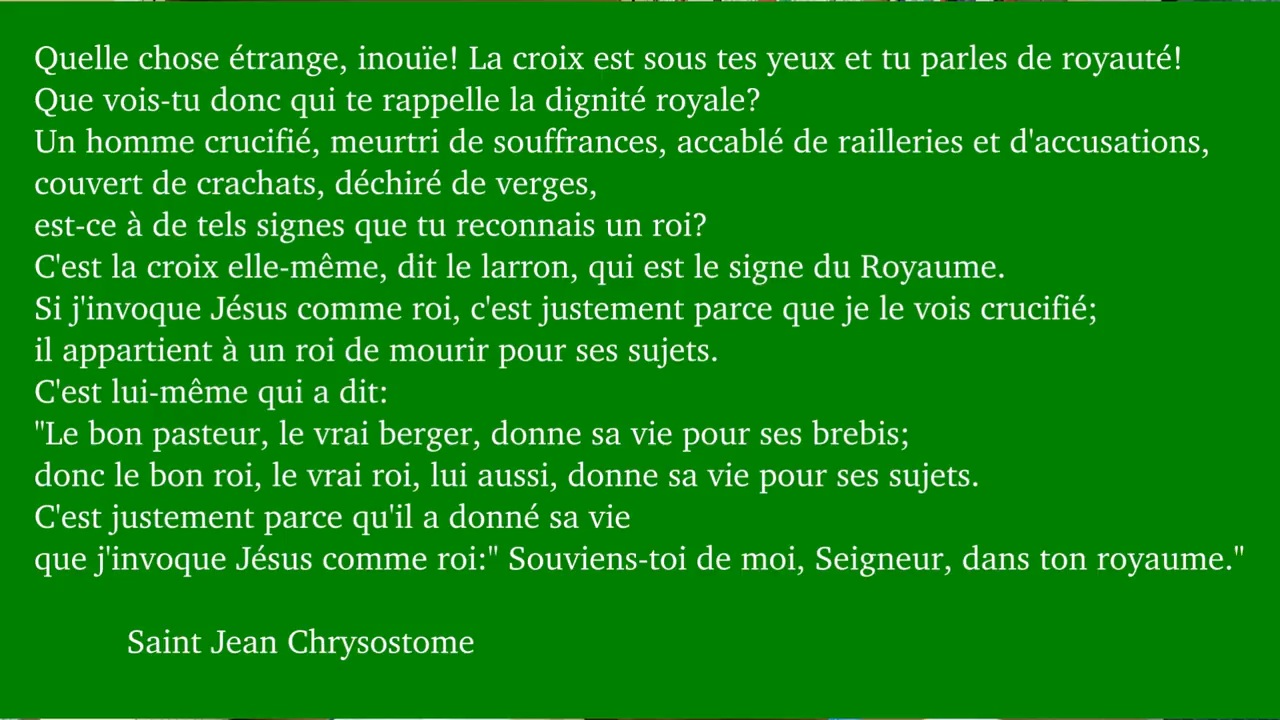 Quelle chose étrange, inouïe! La croix est sous tes yeux et tu parles de royauté!
Que vois-tu donc qui te rappelle la dignité royale?
Un homme crucifié, meurtri de souffrances, accablé de railleries et d'accusations,
couvert de crachats, déchiré de verges,
est-ce à de tels signes que tu reconnais un roi?
C'est la croix elle-même, dit le larron, qui est le signe du Royaume.
Si j'invoque Jésus comme roi, c'est justement parce que je le vois crucifié;
il appartient à un roi de mourir pour ses sujets.
C'est lui-même qui a dit:
"Le bon pasteur, le vrai berger, donne sa vie pour ses brebis;
donc le bon roi, le vrai roi, lui aussi, donne sa vie pour ses sujets.
C'est justement parce qu'il a donné sa vie
que j'invoque Jésus comme roi:" Souviens-toi de moi, Seigneur, dans ton royaume."
Saint Jean Chrysostome